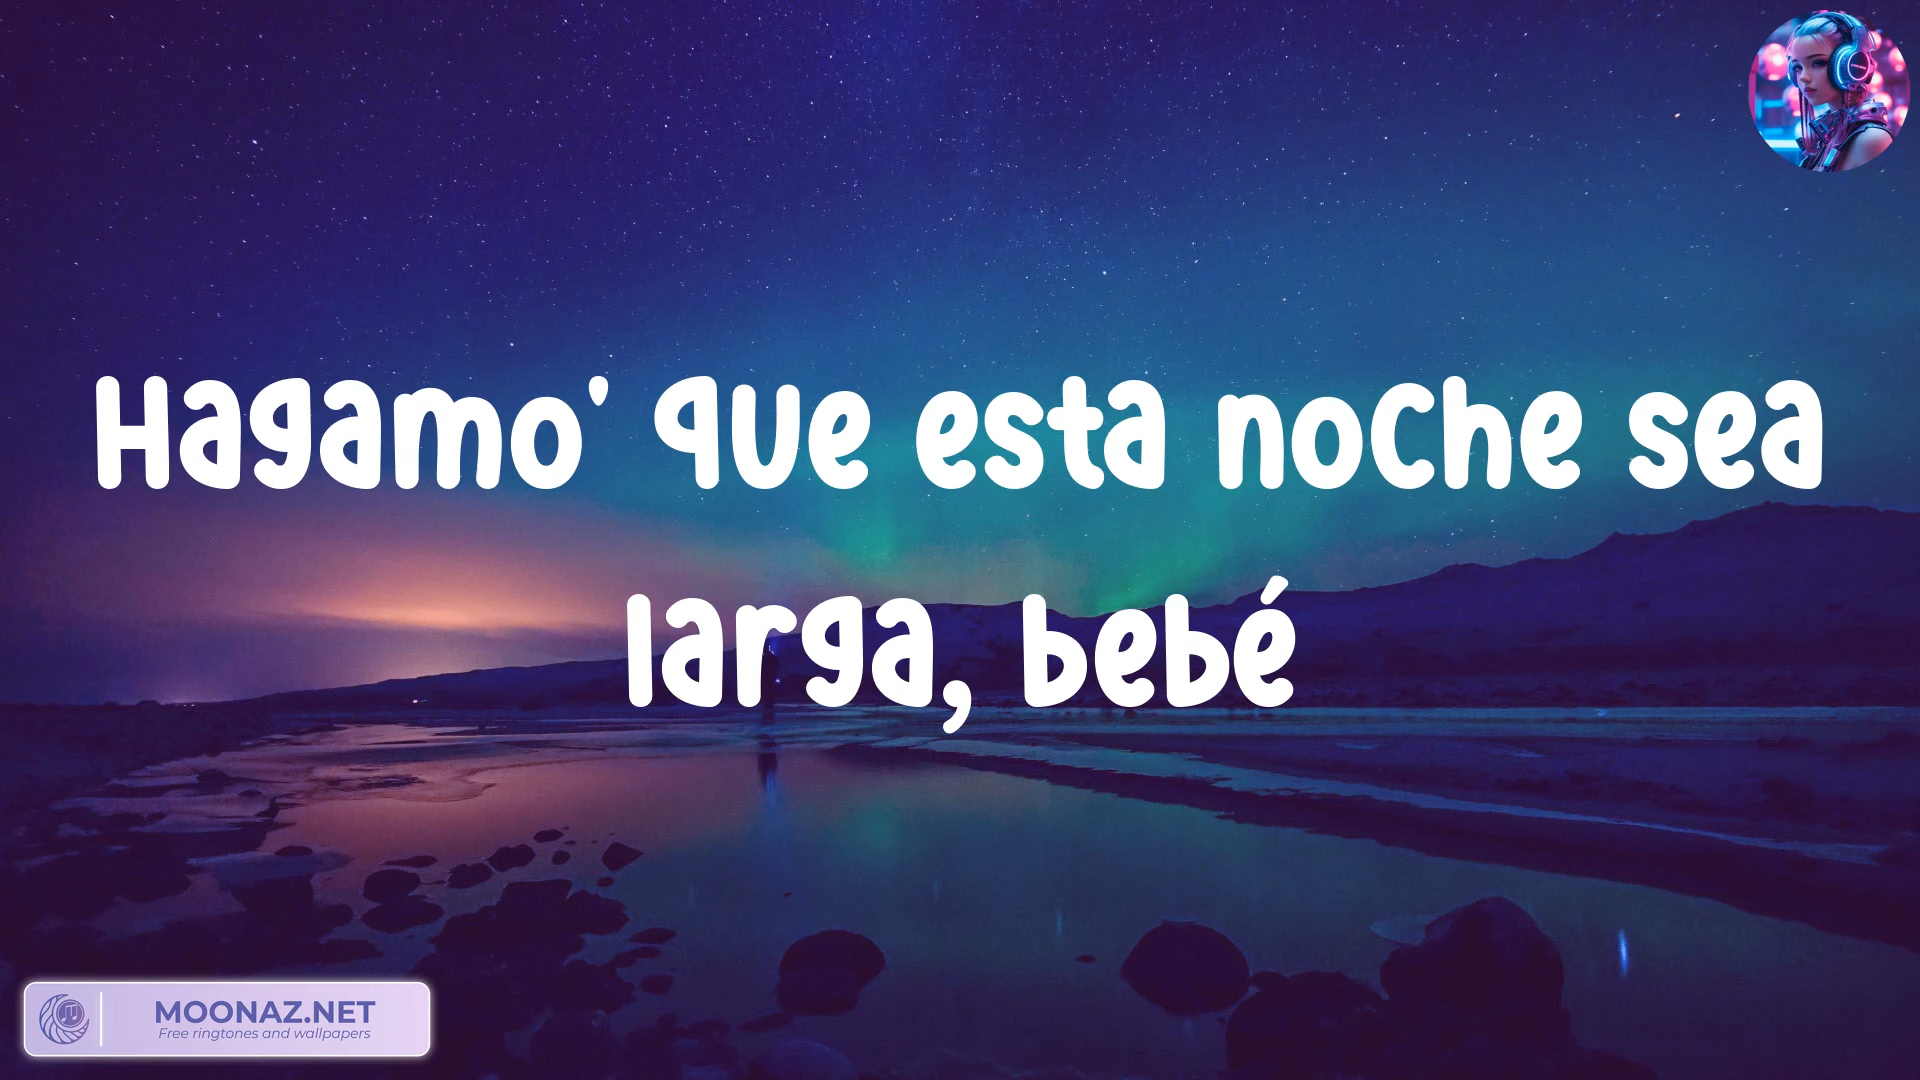 Hagamo' que esta noche sea
larga, bebé
MOONAZ.NET
Free ringtones and wallpapers